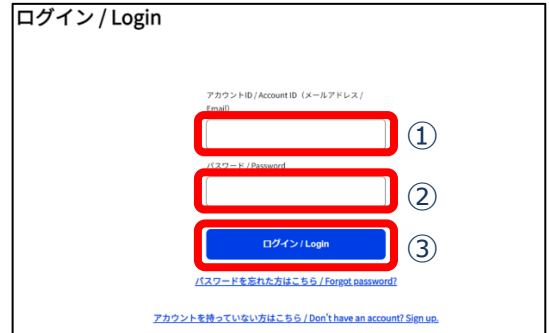 ログイン / Login
アカウントID / Account ID（メールアドレス /
Email）
①
パスワード / Password
②
ログイン / Login
③
パスワードを忘れた方はこちら / Forgot password?
アカウントを持っていない方はこちら / Don't have an account? Sign up.